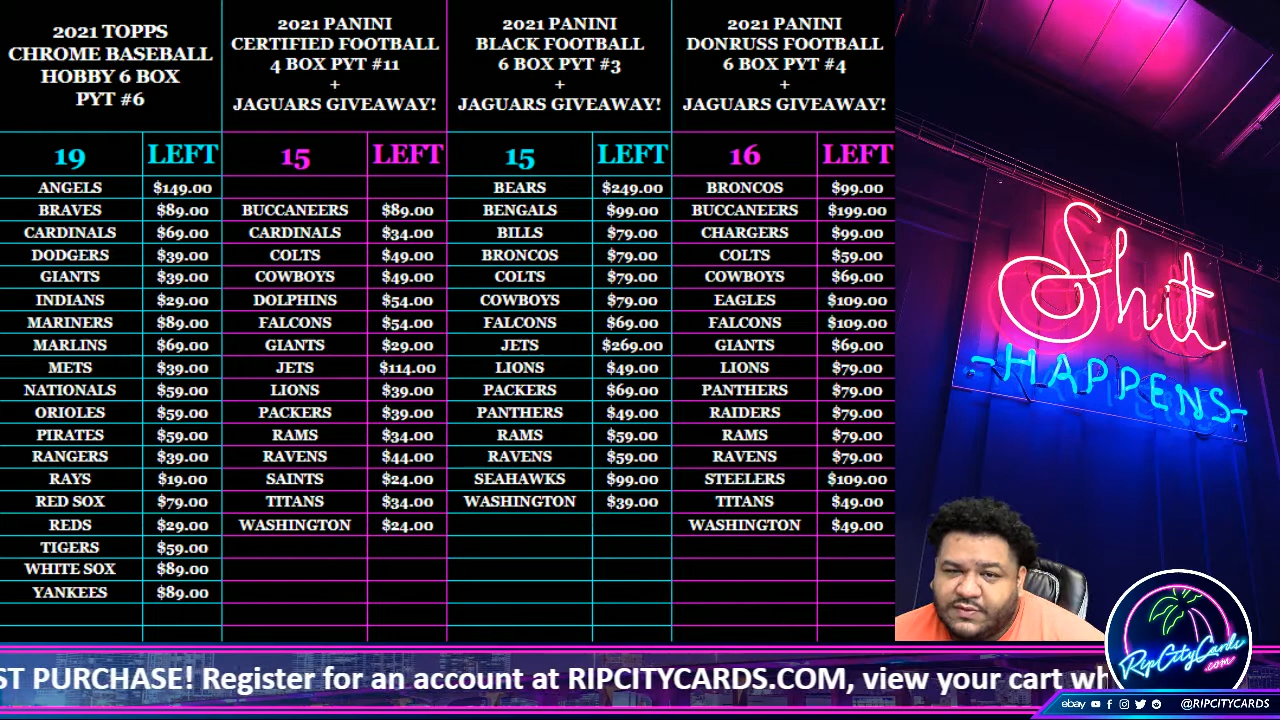 2021 TOPPS
CHROME BASEBALL
HOBBY 6 BOX
PYT #6
19 LEFT
ANGELS $149.00
BRAVES $89.00
CARDINALS $69.00
DODGERS $39.00
GIANTS $39.00
INDIANS $29.00
MARINERS $89.00
MARLINS $69.00
METS $39.00
NATIONALS $59.00
ORIOLES $59.00
PIRATES $59.00
RANGERS $39.00
RAYS $19.00
RED SOX $79.00
REDS $29.00
TIGERS $59.00
WHITE SOX $89.00
YANKEES $89.00
2021 PANINI
CERTIFIED FOOTBALL
4 BOX PYT #11
+
JAGUARS GIVEAWAY!
15 LEFT
BUCCANEERS $89.00
CARDINALS $34.00
COLTS $49.00
COWBOYS $49.00
DOLPHINS $54.00
FALCONS $54.00
GIANTS $29.00
JETS $114.00
LIONS $39.00
PACKERS $39.00
RAMS $34.00
RAVENS $44.00
SAINTS $24.00
TITANS $34.00
WASHINGTON $24.00
2021 PANINI
BLACK FOOTBALL
6 BOX PYT #3
+
JAGUARS GIVEAWAY!
15 LEFT
BEARS $249.00
BENGALS $99.00
BILLS $79.00
BRONCOS $79.00
COLTS $79.00
COWBOYS $79.00
FALCONS $69.00
JETS $269.00
LIONS $49.00
PACKERS $69.00
PANTHERS $49.00
RAMS $59.00
RAVENS $59.00
SEAHAWKS $99.00
WASHINGTON $39.00
2021 PANINI
DONRUSS FOOTBALL
6 BOX PYT #4
+
JAGUARS GIVEAWAY!
16 LEFT
BRONCOS $99.00
BUCCANEERS $199.00
CHARGERS $99.00
COLTS $59.00
COWBOYS $69.00
EAGLES $109.00
FALCONS $109.00
GIANTS $69.00
LIONS $79.00
PANTHERS $79.00
RAIDERS $79.00
RAMS $79.00
RAVENS $79.00
STEELERS $109.00
TITANS $49.00
WASHINGTON $49.00
Shit
-HAPPENS-
ST PURCHASE! Register for an account at RIPCITYCARDS.COM, view your cart wh
RipCityCards
.com
ebay @RIPCITYCARDS